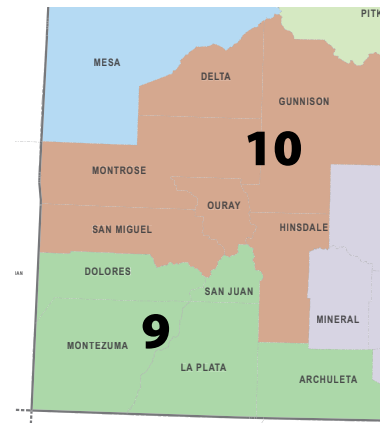 PITK
MESA
DELTA
GUNNISON
10
MONTROSE
OURAY
SAN MIGUEL
HINSDALE
DOLORES
SAN JUAN
MINERAL
9
MONTEZUMA
LA PLATA
ARCHULETA